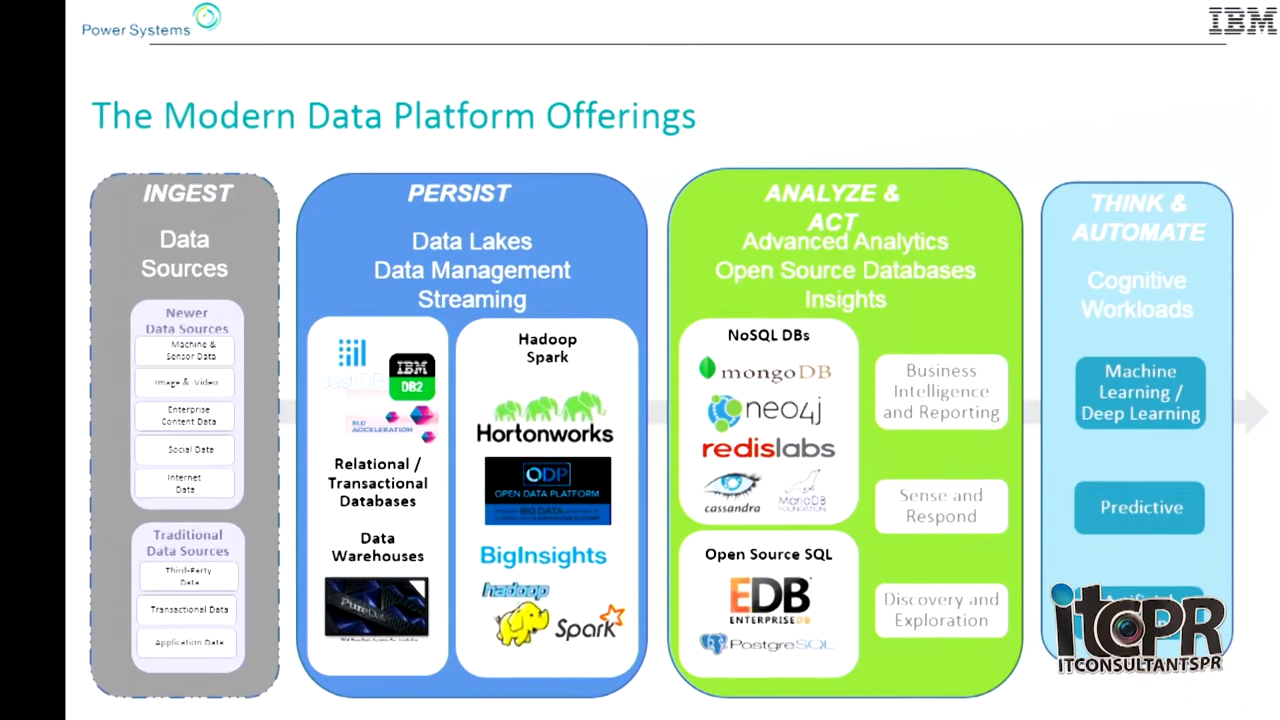 Power Systems
IBM
The Modern Data Platform Offerings
INGEST
Data
Sources
Newer
Data Sources
Machine &
Sensor Data
Image & Video
Enterprise
Content Data
Social Data
Internet
Data
Traditional
Data Sources
Third-Party
Data
Transactional Data
Application Data
PERSIST
Data Lakes
Data Management
Streaming
dashDB
IBM
DB2
BLU
ACCELERATION
Relational /
Transactional
Databases
Data
Warehouses
Hadoop
Spark
Hortonworks
ODP
OPEN DATA PLATFORM
BigInsights
hadoop
Spark
ANALYZE &
ACT
Advanced Analytics
Open Source Databases
Insights
NoSQL DBs
mongoDB
neo4j
redislabs
cassandra
MariaDB
FOUNDATION
Open Source SQL
EDB
ENTERPRISEDB
PostgreSQL
Business
Intelligence
and Reporting
Sense and
Respond
Discovery and
Exploration
THINK &
AUTOMATE
Cognitive
Workloads
Machine
Learning /
Deep Learning
Predictive
itCPR
ITCONSULTANTSPR